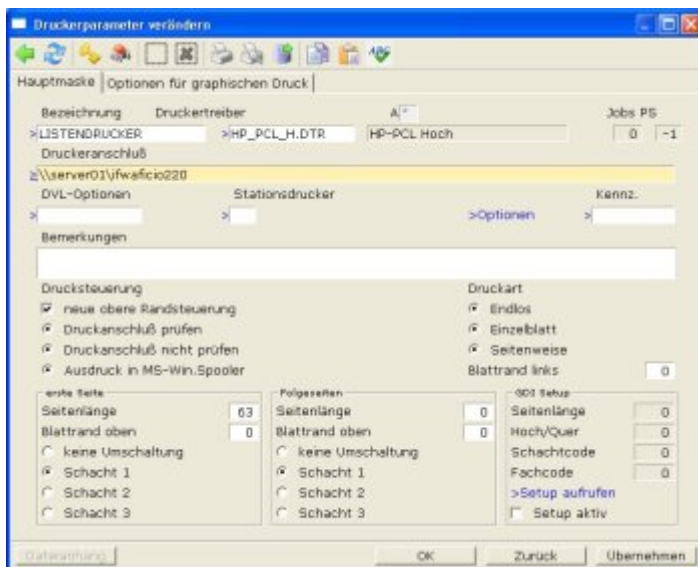 Druckerparameter verändern
Hauptmaske Optionen für graphischen Druck
Bezeichnung Druckertreiber A * Jobs PS
>LISTENDRUCKER >HP_PCL_H.DTR HP-PCL Hoch 0 -1
Druckeranschluß
>\\server01\ifwaficio220
DVL-Optionen Stationsdrucker Kennz.
> > >Optionen >
Bemerkungen
Drucksteuerung Druckart
neue obere Randsteuerung Endlos
Druckanschluß prüfen Einzelblatt
Druckanschluß nicht prüfen Seitenweise
Ausdruck in MS-Win.Spooler Blattrand links 0
erste Seite Folgeseiten GDI Setup
Seitenlänge 63 Seitenlänge 0 Seitenlänge 0
Blattrand oben 0 Blattrand oben 0 Hoch/Quer 0
keine Umschaltung keine Umschaltung Schachtcode 0
Schacht 1 Schacht 1 Fachcode 0
Schacht 2 Schacht 2 >Setup aufrufen
Schacht 3 Schacht 3 Setup aktiv
Dateianhang OK Zurück Übernehmen